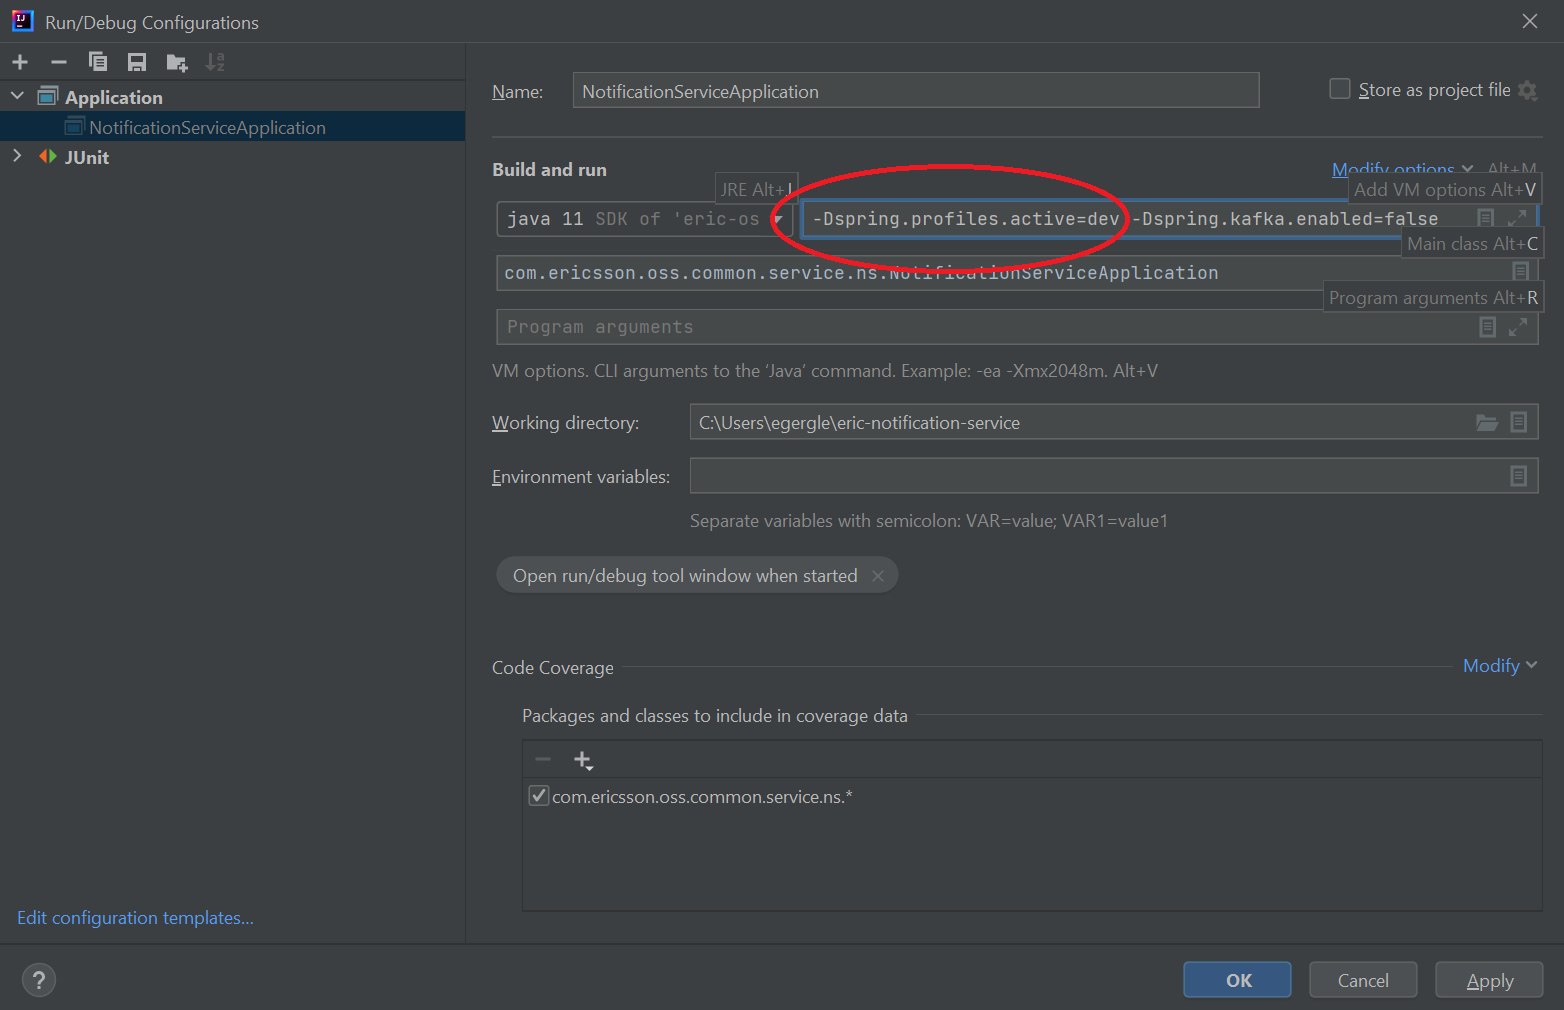 Run/Debug Configurations
Application
NotificationServiceApplication
JUnit
Name: NotificationServiceApplication
Store as project file
Build and run
Modify options Alt+M
JRE Alt+J
Add VM options Alt+V
java 11 SDK of 'eric-os
-Dspring.profiles.active=dev -Dspring.kafka.enabled=false
Main class Alt+C
com.ericsson.oss.common.service.ns.NotificationServiceApplication
Program arguments Alt+R
Program arguments
VM options. CLI arguments to the ‘Java’ command. Example: -ea -Xmx2048m. Alt+V
Working directory: C:\Users\egergle\eric-notification-service
Environment variables:
Separate variables with semicolon: VAR=value; VAR1=value1
Open run/debug tool window when started
Code Coverage
Modify
Packages and classes to include in coverage data
com.ericsson.oss.common.service.ns.*
Edit configuration templates...
? OK Cancel Apply